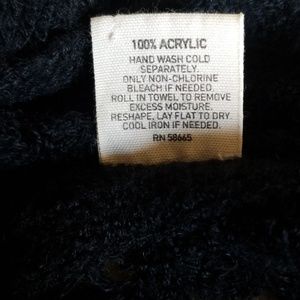 100% ACRYLIC
HAND WASH COLD
SEPARATELY.
ONLY NON-CHLORINE
BLEACH IF NEEDED.
ROLL IN TOWEL TO REMOVE
EXCESS MOISTURE.
RESHAPE, LAY FLAT TO DRY
COOL IRON IF NEEDED.
RN 58665